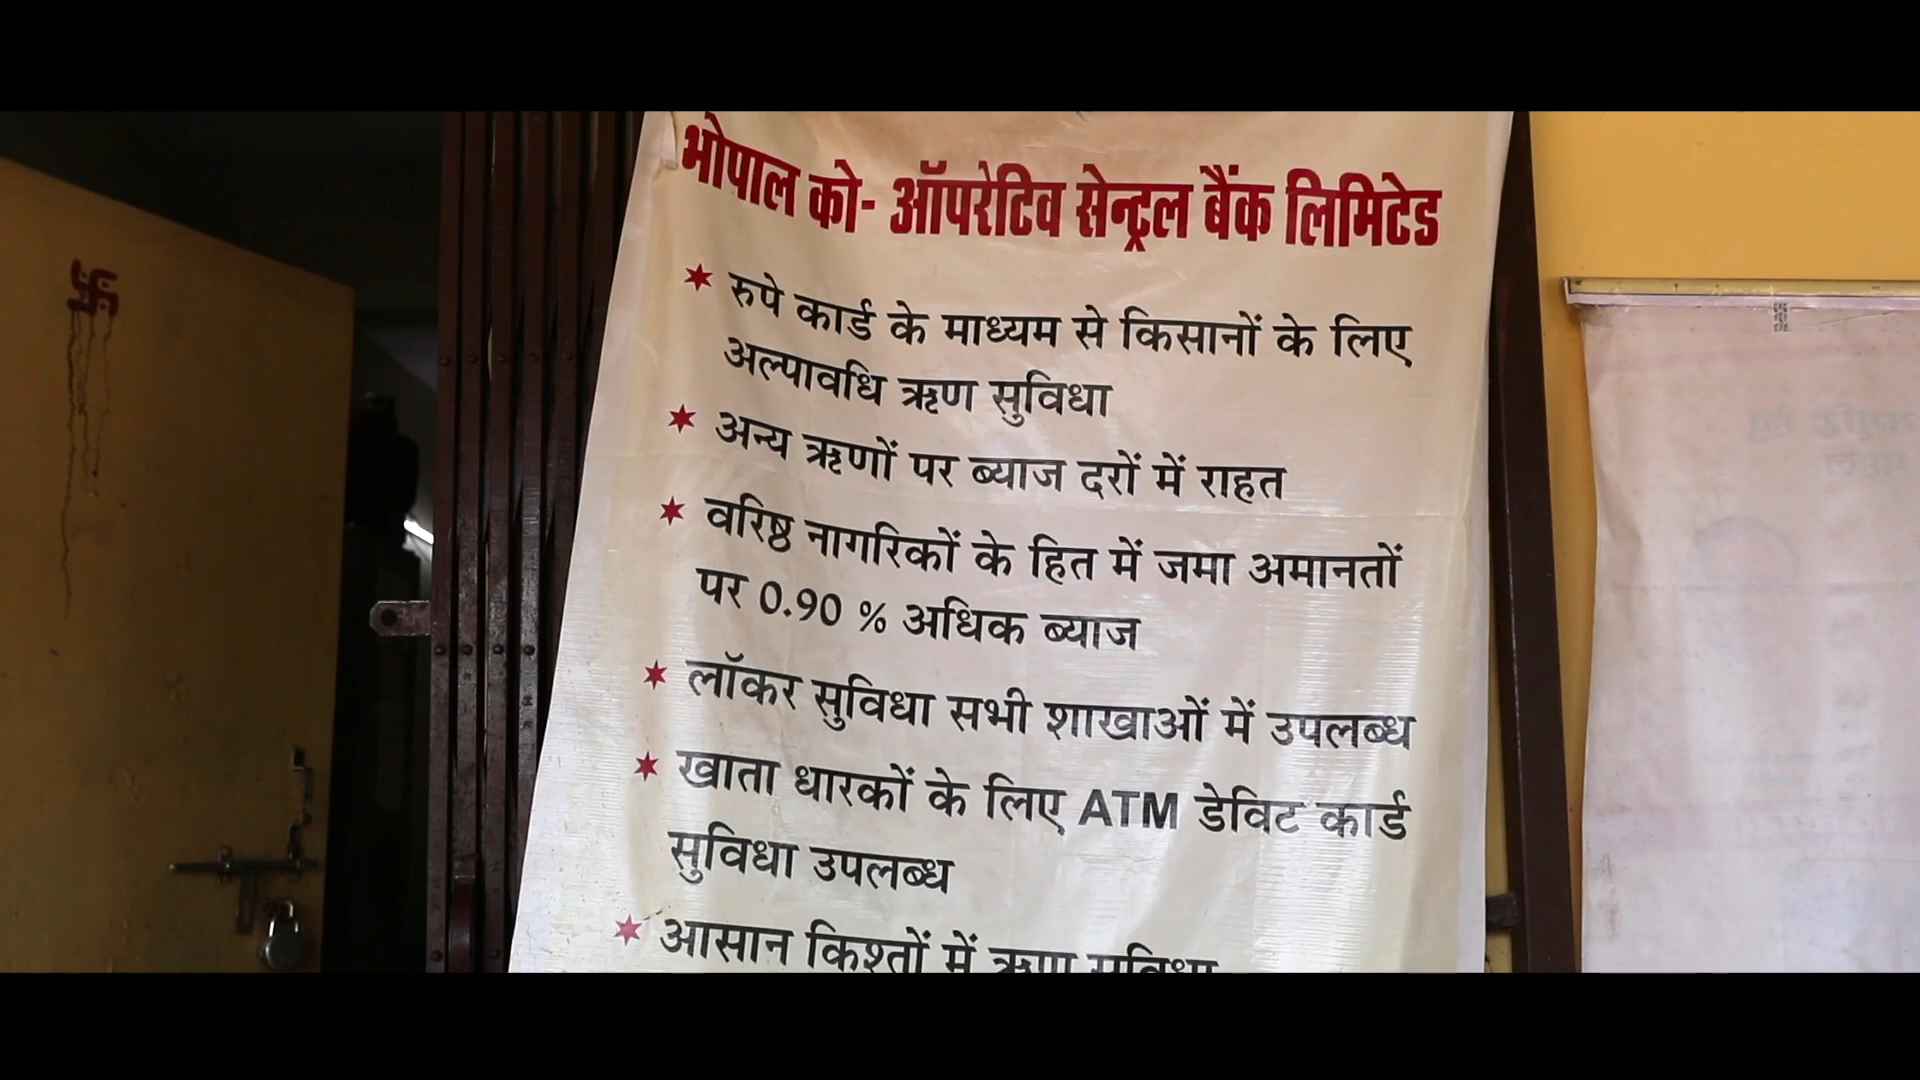 भोपाल को- ऑपरेटिव सेन्ट्रल बैंक लिमिटेड
रुपे कार्ड के माध्यम से किसानों के लिए
अल्पावधि ऋण सुविधा
अन्य ऋणों पर ब्याज दरों में राहत
वरिष्ठ नागरिकों के हित में जमा अमानतों
पर 0.90 % अधिक ब्याज
लॉकर सुविधा सभी शाखाओं में उपलब्ध
खाता धारकों के लिए ATM डेविट कार्ड
सुविधा उपलब्ध
आसान किश्तों में ऋण सुविधा